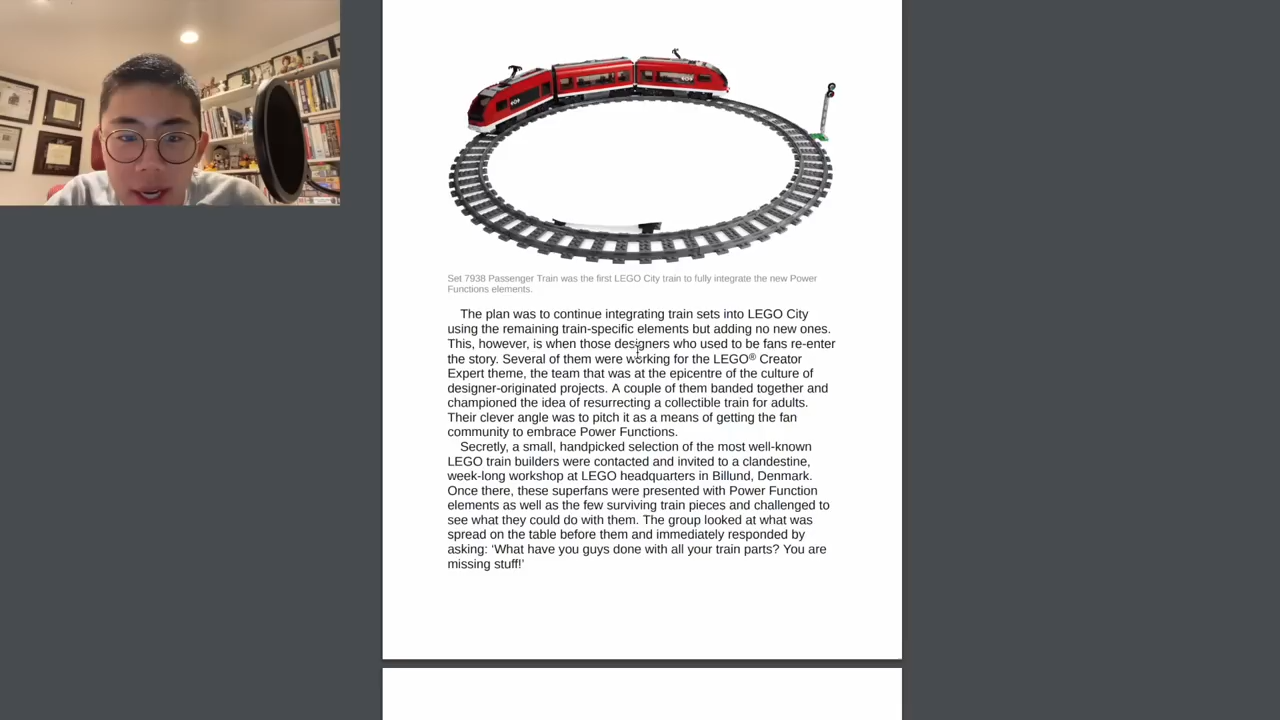 Set 7938 Passenger Train was the first LEGO City train to fully integrate the new Power
Functions elements.
The plan was to continue integrating train sets into LEGO City
using the remaining train-specific elements but adding no new ones.
This, however, is when those designers who used to be fans re-enter
the story. Several of them were working for the LEGO® Creator
Expert theme, the team that was at the epicentre of the culture of
designer-originated projects. A couple of them banded together and
championed the idea of resurrecting a collectible train for adults.
Their clever angle was to pitch it as a means of getting the fan
community to embrace Power Functions.
Secretly, a small, handpicked selection of the most well-known
LEGO train builders were contacted and invited to a clandestine,
week-long workshop at LEGO headquarters in Billund, Denmark.
Once there, these superfans were presented with Power Function
elements as well as the few surviving train pieces and challenged to
see what they could do with them. The group looked at what was
spread on the table before them and immediately responded by
asking: ‘What have you guys done with all your train parts? You are
missing stuff!’